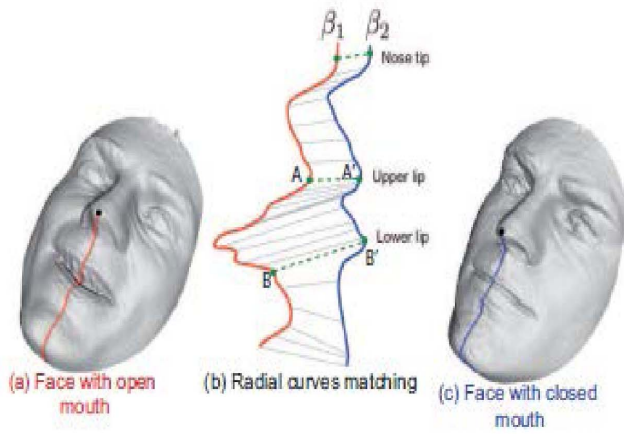 β1 β2
Nose tip
A A' Upper lip
Lower lip
B B'
(a) Face with open
mouth
(b) Radial curves matching
(c) Face with closed
mouth